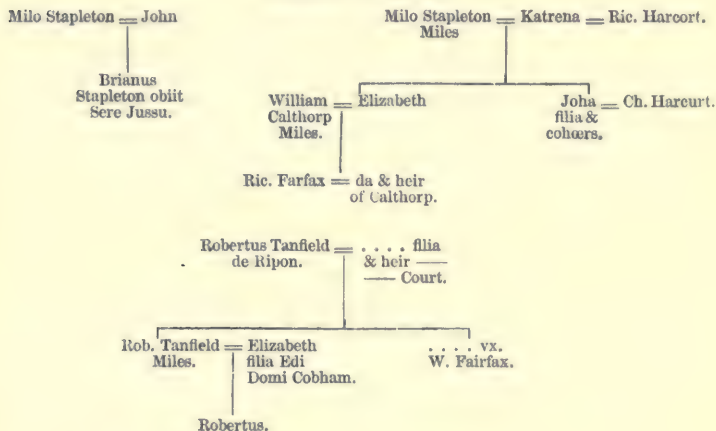 Milo Stapleton = John
Milo Stapleton = Katrena = Ric. Harcort.
Miles
Brianus
Stapleton obiit
Sere Jussu.
William = Elizabeth
Calthorp
Miles.
Joha = Ch. Harcurt.
filia &
cohœrs.
Ric. Farfax = da & heir
of Calthorp.
Robertus Tanfield = . . . . filia
de Ripon.
& heir ——
—— Court.
Rob. Tanfield = Elizabeth
Miles.
filia Edi
Domi Cobham.
. . . . vx.
W. Fairfax.
Robertus.